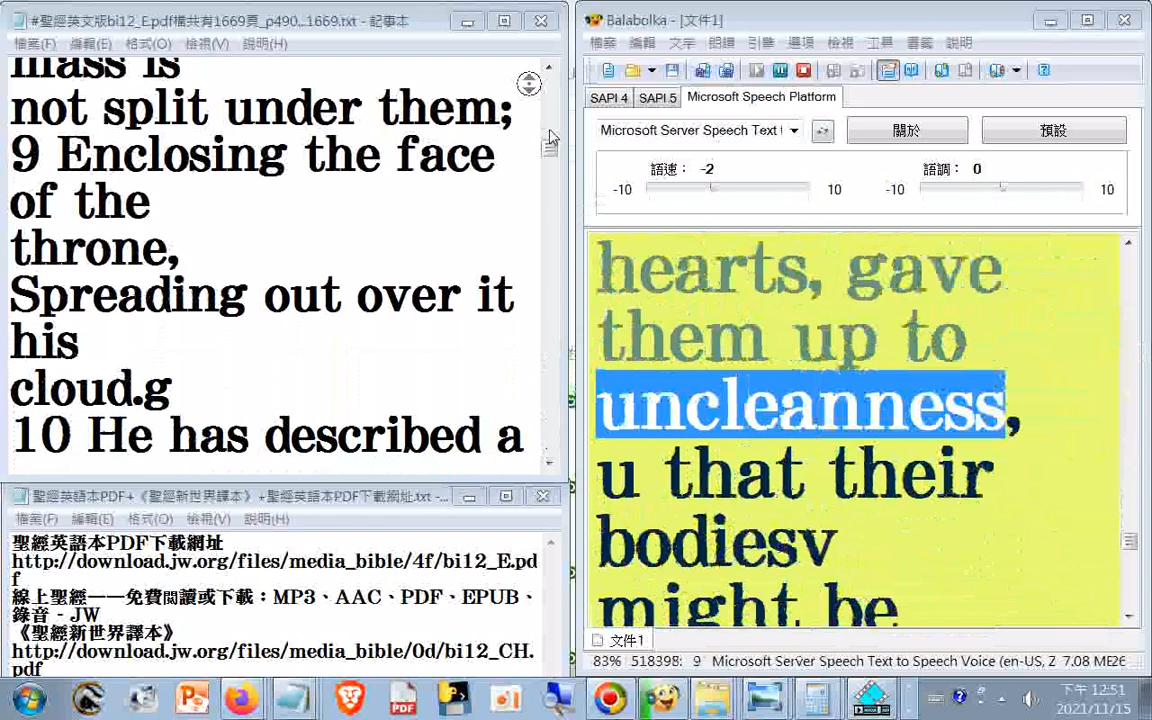 #聖經英文版bi12_E.pdf橫共有1669頁_p490,..1669.txt - 記事本
檔案(F) 編輯(E) 格式(O) 檢視(V) 說明(H)
mass is
not split under them;
9 Enclosing the face
of the
throne,
Spreading out over it
his
cloud.g
10 He has described a
聖經英語本PDF+《聖經新世界譯本》+聖經英語本PDF下載網址.txt -...
檔案(F) 編輯(E) 格式(O) 檢視(V) 說明(H)
聖經英語本PDF下載網址
http://download.jw.org/files/media_bible/4f/bi12_E.pd
f
線上聖經——免費閱讀或下載：MP3、AAC、PDF、EPUB、
錄音 - JW
《聖經新世界譯本》
http://download.jw.org/files/media_bible/0d/bi12_CH.
pdf
Balabolka - [文件1]
檔案 編輯 文字 朗讀 引擎 選項 檢視 工具 書籤 說明
SAPI 4 SAPI 5 Microsoft Speech Platform
Microsoft Server Speech Text 關於 預設
語速： -2 語調： 0
-10 10 -10 10
hearts, gave
them up to
uncleanness,
u that their
bodiesv
might be
文件1
83% 518398: 9 Microsoft Server Speech Text to Speech Voice (en-US, Z 7.08 ME26
PDF
下午 12:51
2021/11/15